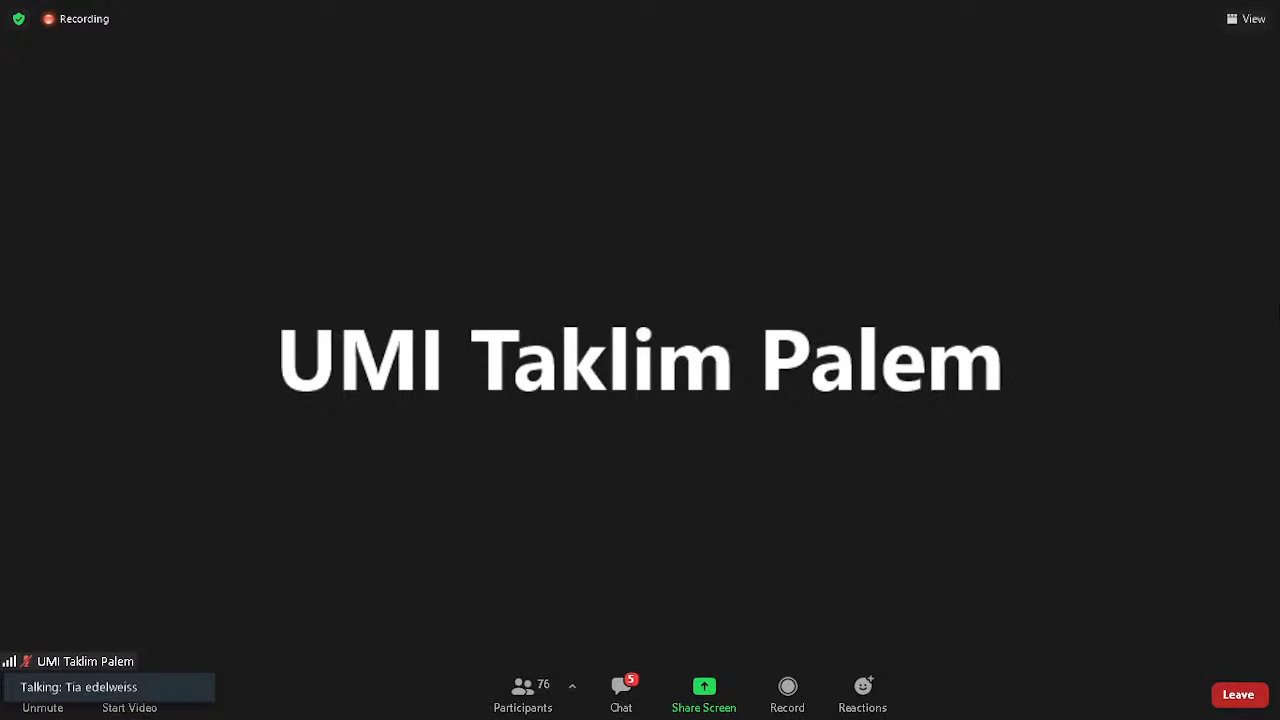 Recording
View
UMI Taklim Palem
UMI Taklim Palem
Talking: Tia edelweiss
Unmute
Start Video
76
Participants
5
Chat
Share Screen
Record
Reactions
Leave